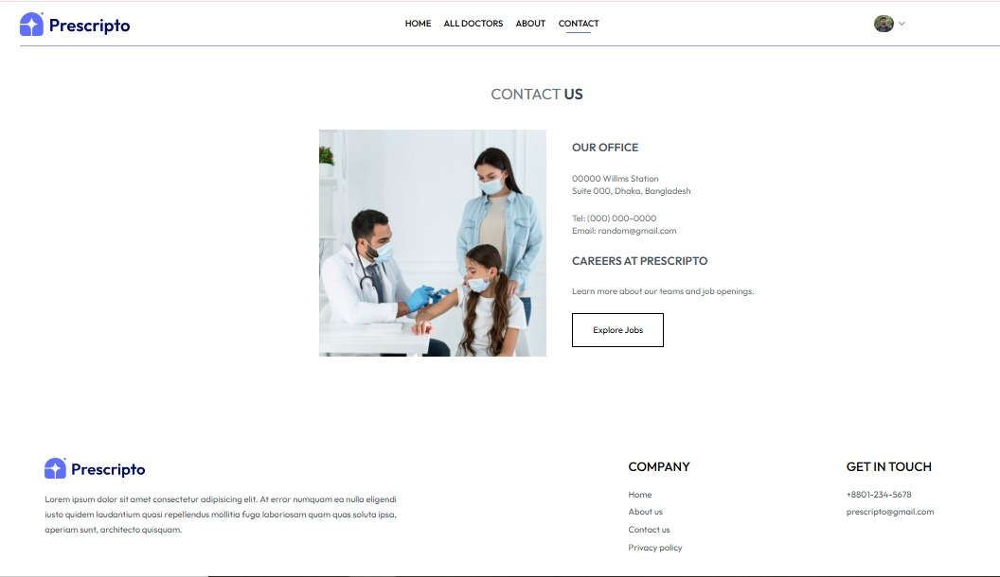 Prescripto
HOME ALL DOCTORS ABOUT CONTACT
CONTACT US
OUR OFFICE
00000 Willms Station
Suite 000, Dhaka, Bangladesh
Tel: (000) 000-0000
Email: random@gmail.com
CAREERS AT PRESCRIPTO
Learn more about our teams and job openings.
Explore Jobs
Prescripto
Lorem ipsum dolor sit amet consectetur adipisicing elit. At error numquam ea nulla eligendi
iusto quidem laudantium quasi repellendus mollitia fuga laboriosam quam quas soluta ipsa,
aperiam sunt, architecto quisquam.
COMPANY
Home
About us
Contact us
Privacy policy
GET IN TOUCH
+8801-234-5678
prescripto@gmail.com